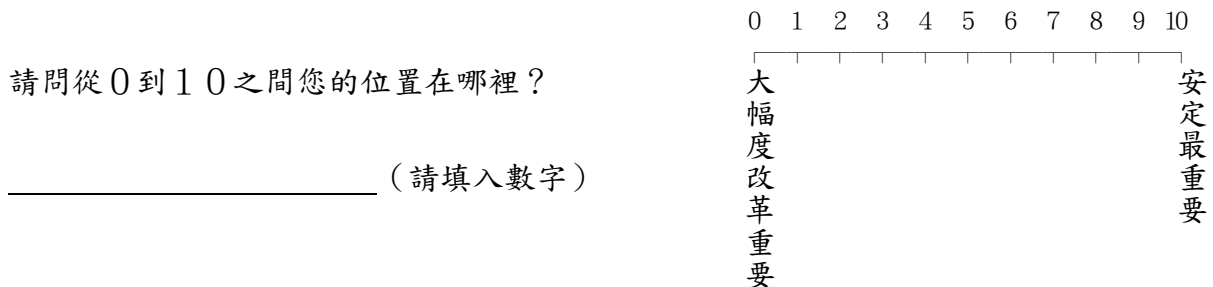 0 1 2 3 4 5 6 7 8 9 10
請問從０到１０之間您的位置在哪裡？
（請填入數字）
大幅度改革重要
安定最重要